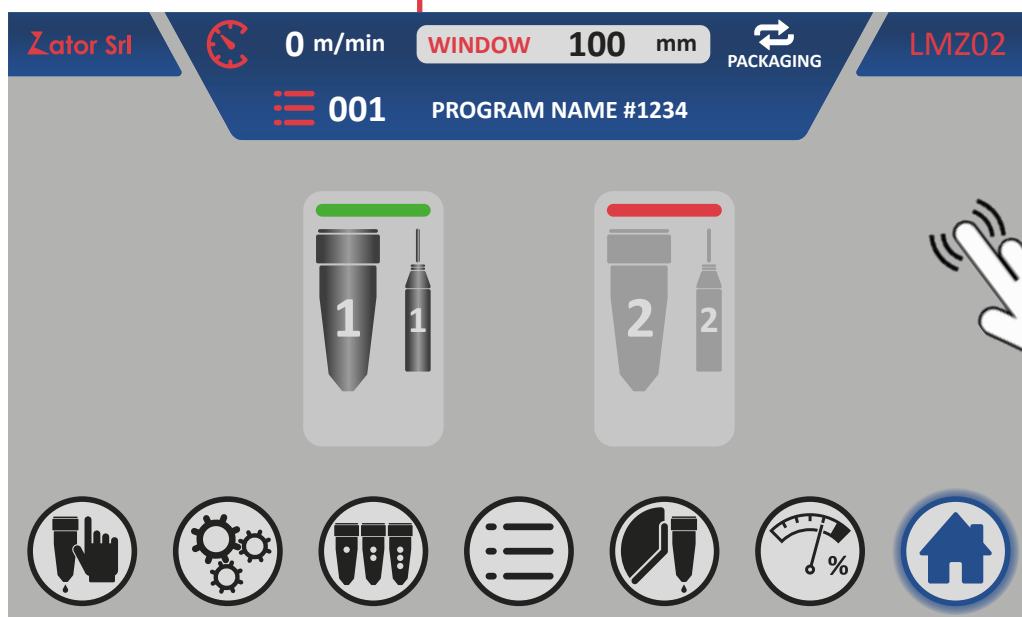 Zator Srl
0 m/min
WINDOW 100 mm
PACKAGING
LMZ02
001 PROGRAM NAME #1234
1 1
2 2
%